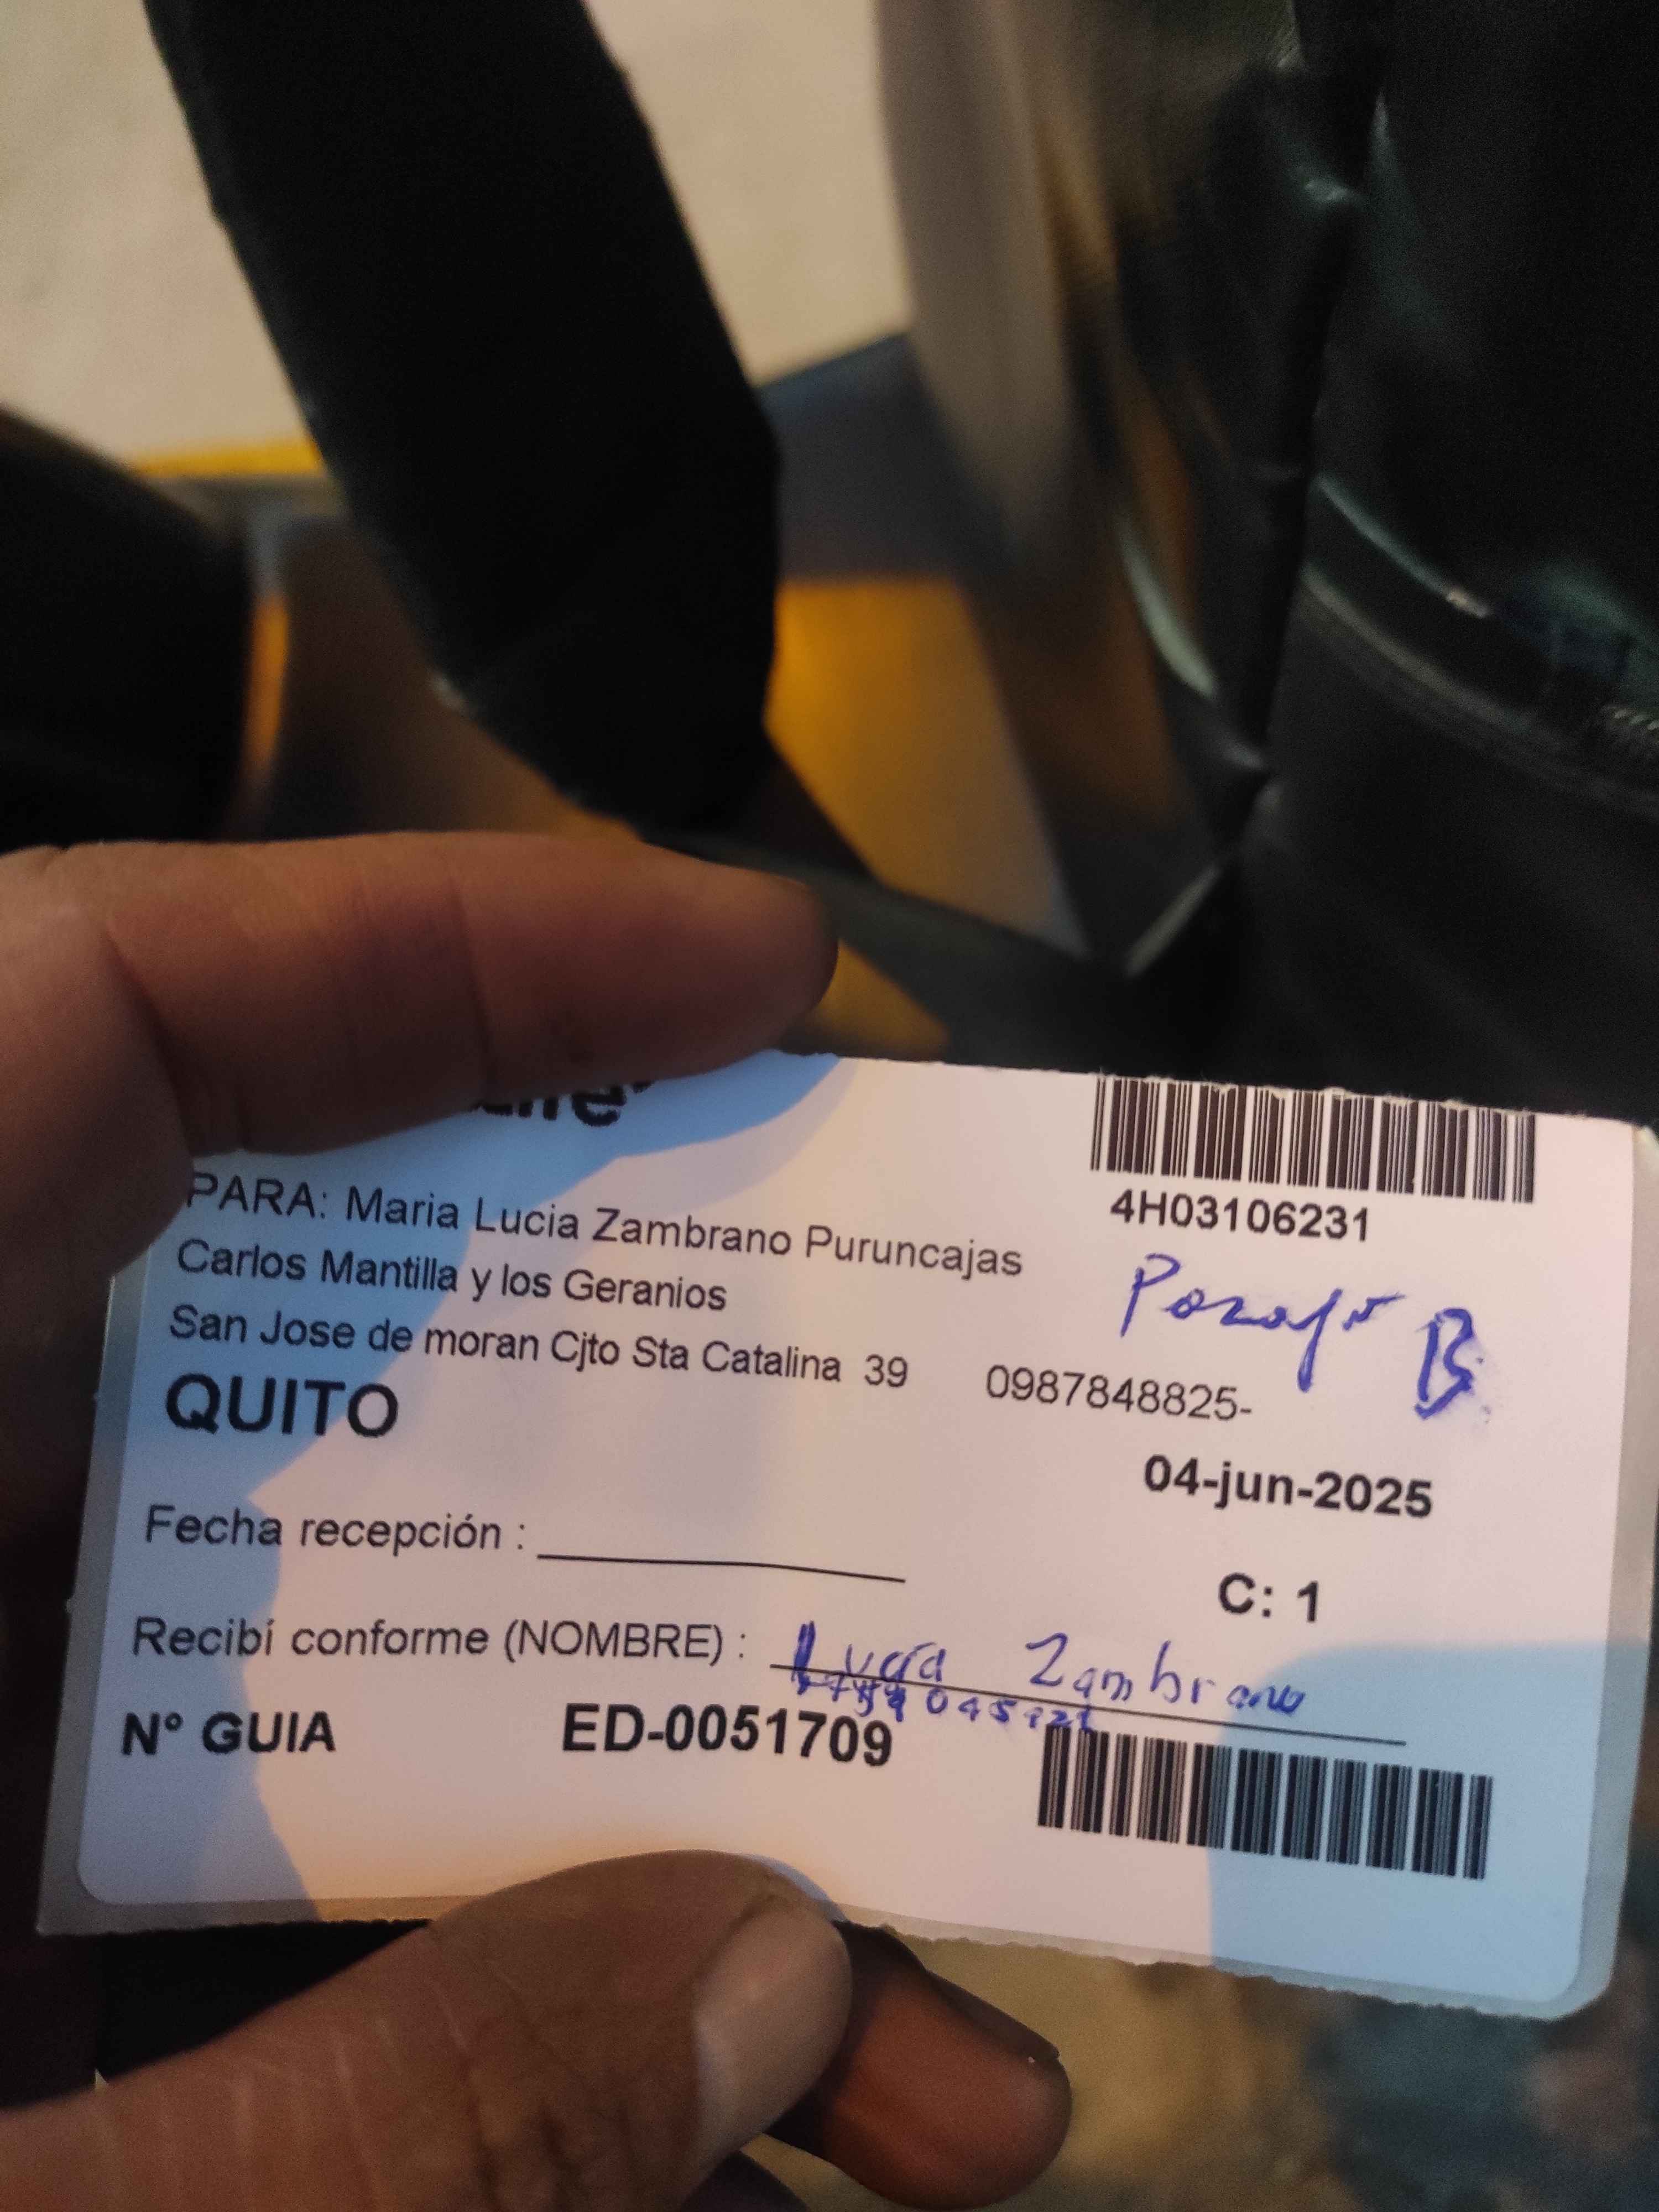 PARA: Maria Lucia Zambrano Puruncajas
Carlos Mantilla y los Geranios
San Jose de moran Cjto Sta Catalina 39
0987848825-
QUITO
4H03106231
B
04-jun-2025
Fecha recepción :
C: 1
Recibí conforme (NOMBRE) : Lucía Zambrano
N° GUIA ED-0051709